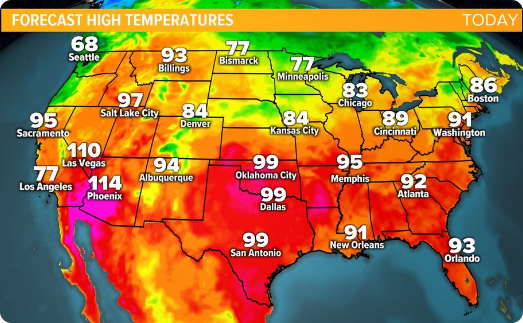 FORECAST HIGH TEMPERATURES
TODAY
68
Seattle
93
Billings
77
Bismarck
77
Minneapolis
83
Chicago
86
Boston
97
Salt Lake City
84
Denver
84
Kansas City
89
Cincinnati
91
Washington
95
Sacramento
110
Las Vegas
77
Los Angeles
114
Phoenix
94
Albuquerque
99
Oklahoma City
95
Memphis
92
Atlanta
99
Dallas
99
San Antonio
91
New Orleans
93
Orlando